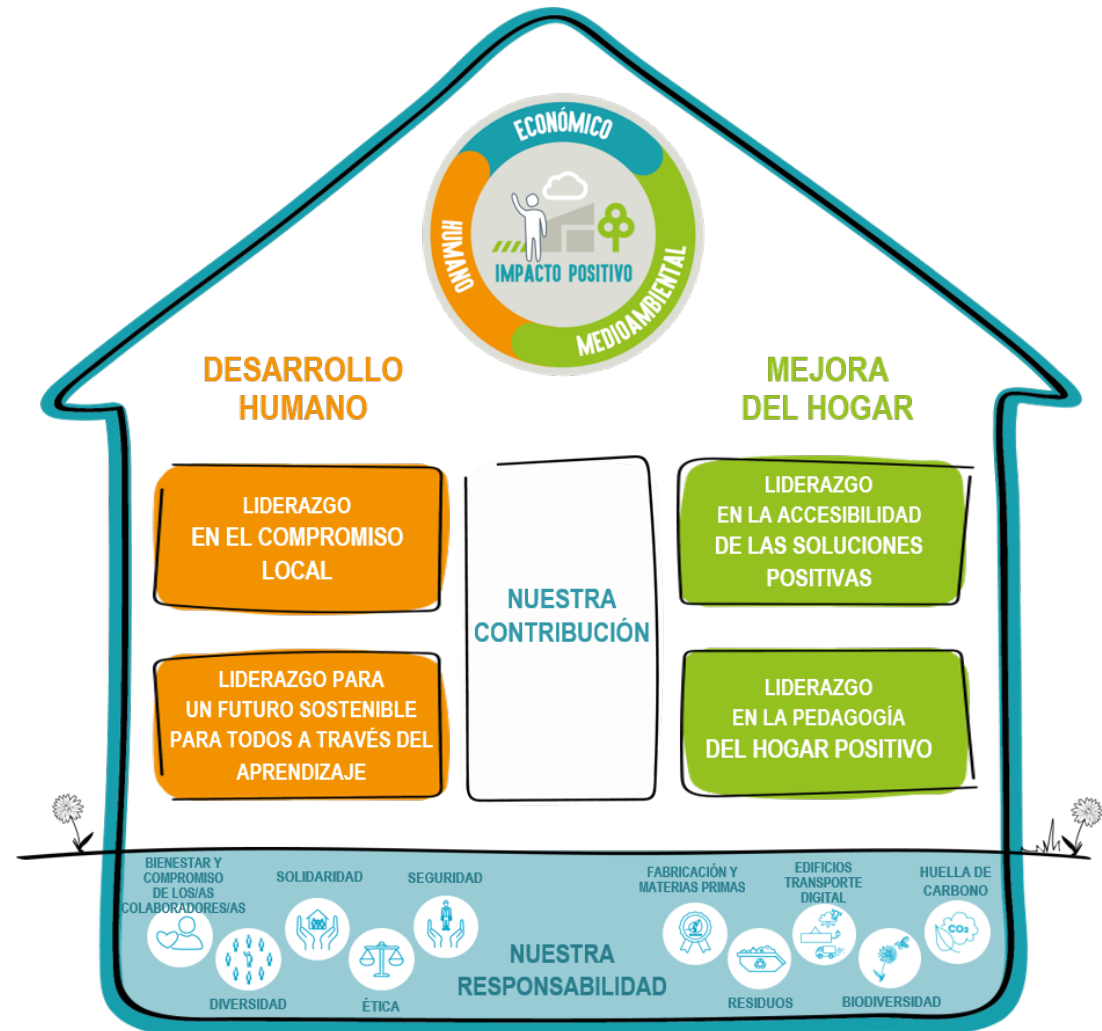 ECONÓMICO
HUMANO
MEDIOAMBIENTAL
IMPACTO POSITIVO
DESARROLLO
HUMANO
MEJORA
DEL HOGAR
LIDERAZGO
EN EL COMPROMISO
LOCAL
NUESTRA
CONTRIBUCIÓN
LIDERAZGO
EN LA ACCESIBILIDAD
DE LAS SOLUCIONES
POSITIVAS
LIDERAZGO PARA
UN FUTURO SOSTENIBLE
PARA TODOS A TRAVÉS DEL
APRENDIZAJE
LIDERAZGO
EN LA PEDAGOGÍA
DEL HOGAR POSITIVO
BIENESTAR Y
COMPROMISO
DE LOS/AS
COLABORADORES/AS
DIVERSIDAD
SOLIDARIDAD
ÉTICA
SEGURIDAD
NUESTRA
RESPONSABILIDAD
FABRICACIÓN Y
MATERIAS PRIMAS
RESIDUOS
EDIFICIOS
TRANSPORTE
DIGITAL
BIODIVERSIDAD
HUELLA DE
CARBONO
CO₂